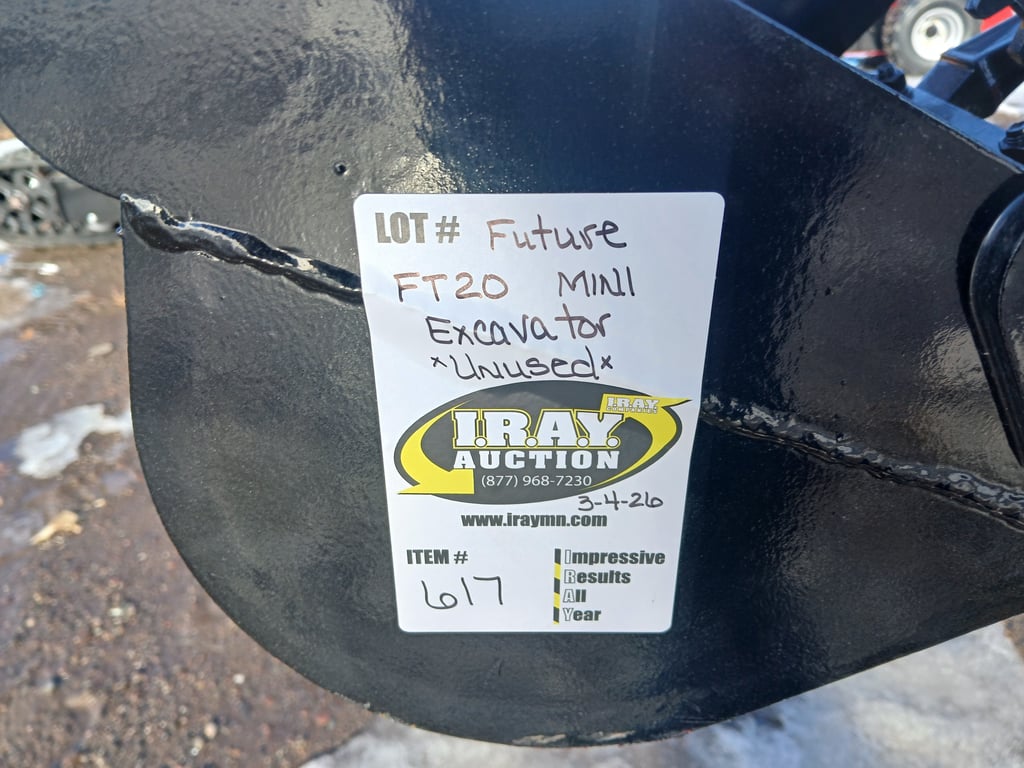 LOT # Future
FT20 MINI
Excavator
*Unused*
I.R.A.Y.
COMPANIES
I.R.A.Y.
AUCTION
(877) 968-7230
3-4-26
www.iraymn.com
ITEM #
617
Impressive
Results
All
Year